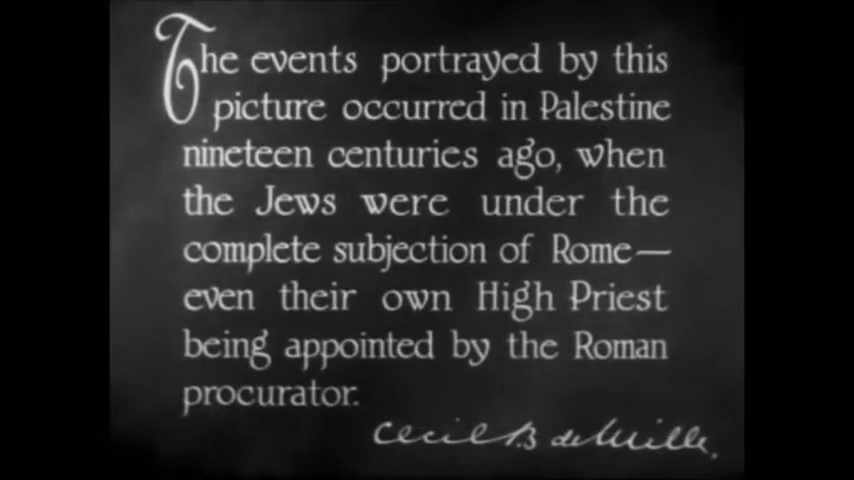 The events portrayed by this
picture occurred in Palestine
nineteen centuries ago, when
the Jews were under the
complete subjection of Rome—
even their own High Priest
being appointed by the Roman
procurator.
Cecil B. deMille.